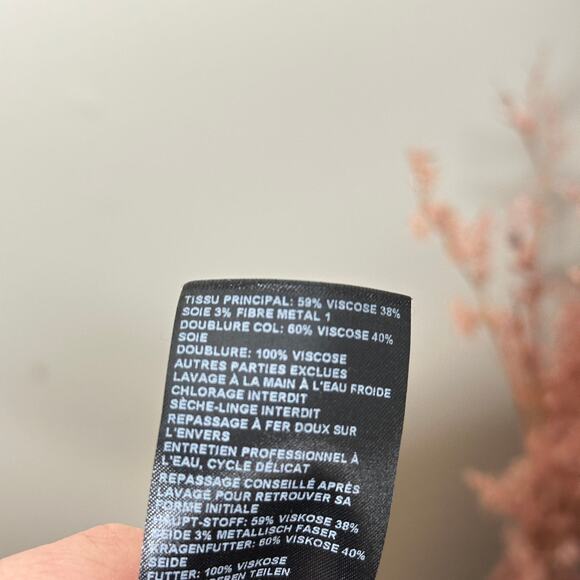 TISSU PRINCIPAL: 59% VISCOSE 38%
SOIE 3% FIBRE METAL 1
DOUBLURE COL: 60% VISCOSE 40%
SOIE
DOUBLURE: 100% VISCOSE
AUTRES PARTIES EXCLUES
LAVAGE À LA MAIN À L'EAU FROIDE
CHLORAGE INTERDIT
SÈCHE-LINGE INTERDIT
REPASSAGE À FER DOUX SUR
L'ENVERS
ENTRETIEN PROFESSIONNEL À
L'EAU, CYCLE DÉLICAT
REPASSAGE CONSEILLÉ APRÈS
LAVAGE POUR RETROUVER SA
FORME INITIALE
HAUPT-STOFF: 59% VISKOSE 38%
SEIDE 3% METALLISCH FASER
KRAGENFUTTER: 60% VISKOSE 40%
SEIDE
FUTTER: 100% VISKOSE
TEILEN